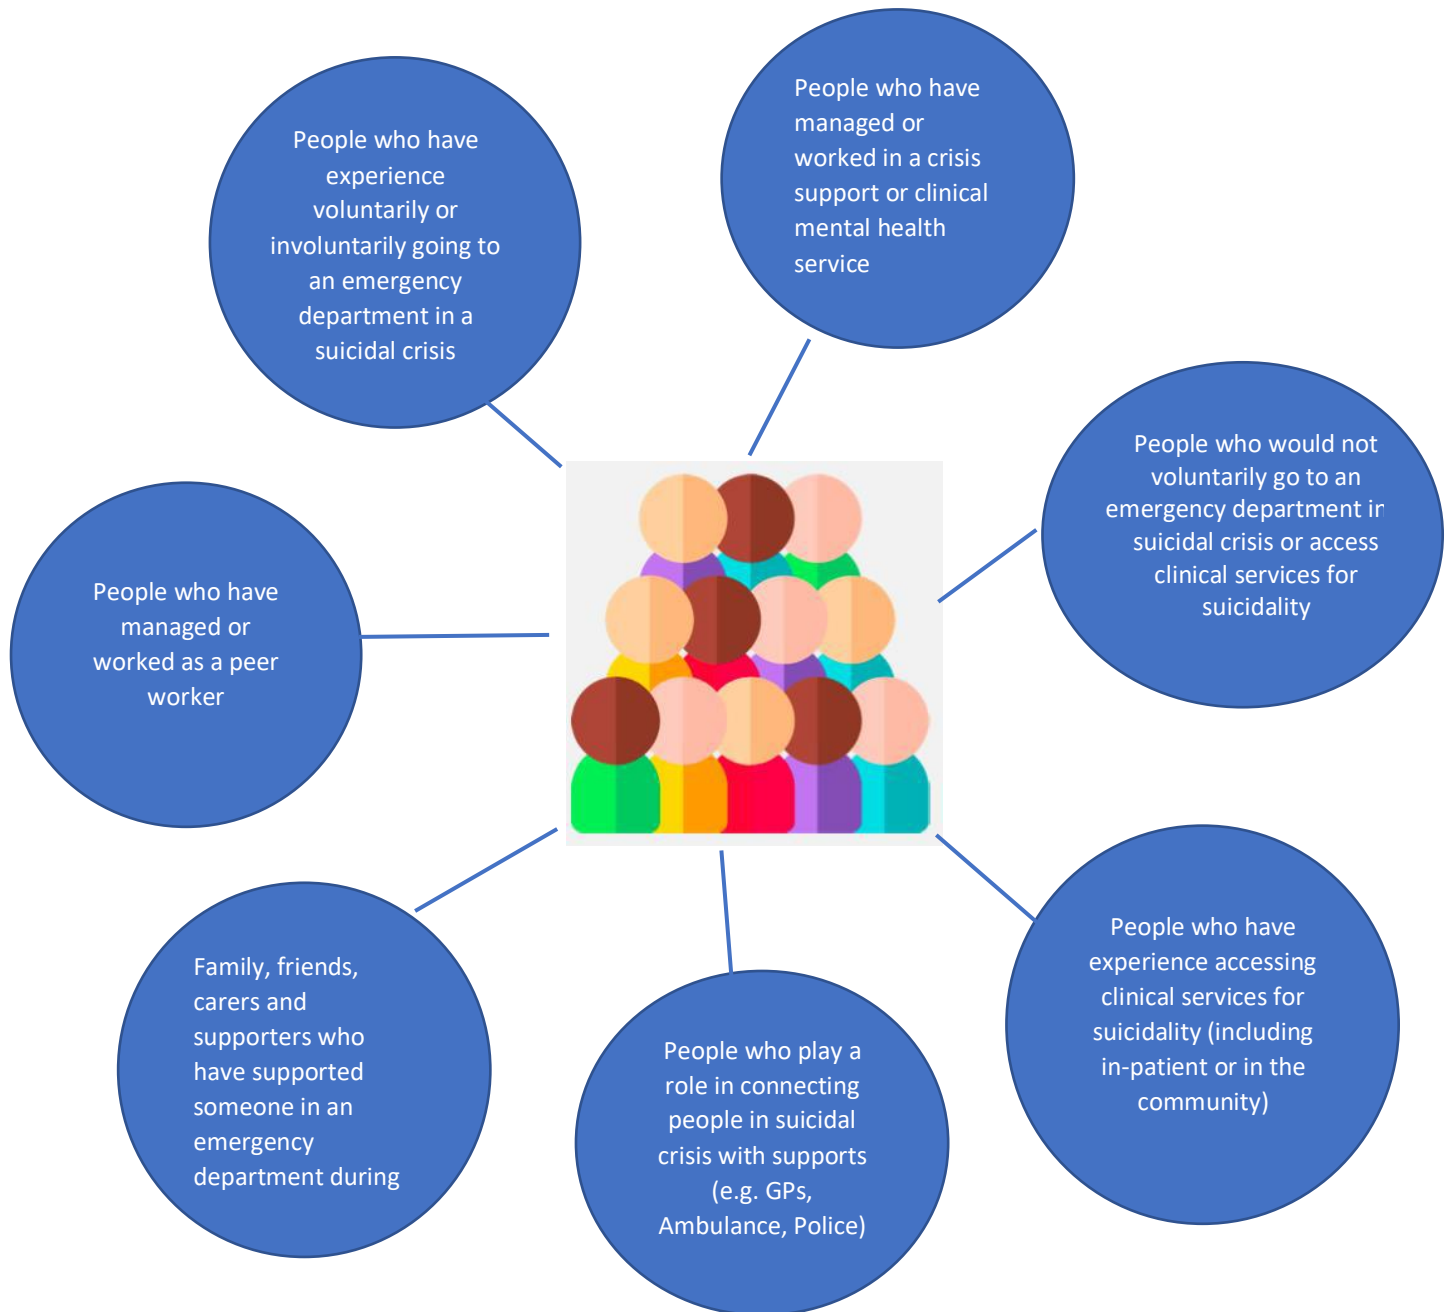 People who have
experience
voluntarily or
involuntarily going to
an emergency
department in a
suicidal crisis
People who have
managed or
worked in a crisis
support or clinical
mental health
service
People who would not
voluntarily go to an
emergency department in
suicidal crisis or access
clinical services for
suicidality
People who have
managed or
worked as a peer
worker
People who have
experience accessing
clinical services for
suicidality (including
in-patient or in the
community)
Family, friends,
carers and
supporters who
have supported
someone in an
emergency
department during
People who play a
role in connecting
people in suicidal
crisis with supports
(e.g. GPs,
Ambulance, Police)